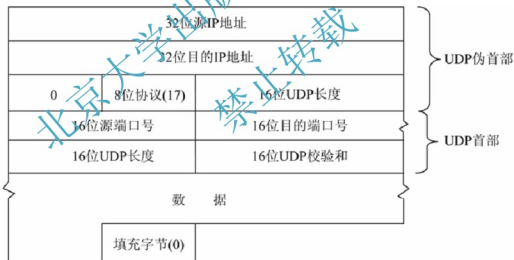 32位源IP地址
32位目的IP地址
0 8位协议(17) 16位UDP长度
UDP伪首部
16位源端口号 16位目的端口号
16位UDP长度 16位UDP校验和
UDP首部
数 据
填充字节(0)
北京大学出版
禁止转载